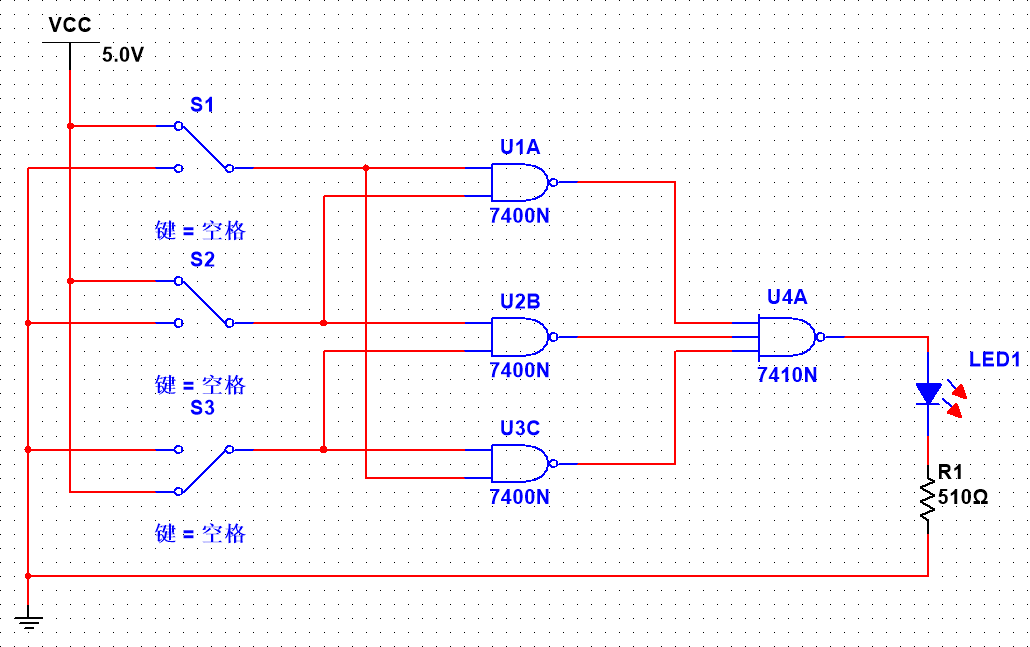 VCC
5.0V
S1
键 = 空格
S2
键 = 空格
S3
键 = 空格
U1A
7400N
U2B
7400N
U3C
7400N
U4A
7410N
LED1
R1
510Ω